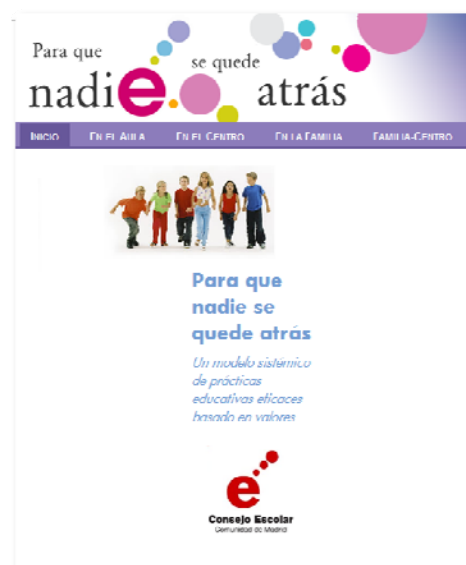 Para que
se quede
nadie
atrás
INICIO EN EL AULA EN EL CENTRO EN LA FAMILIA FAMILIA-CENTRO
Para que
nadie se
quede atrás
Un modelo sistémico
de prácticas
educativas eficaces
basado en valores
e
Consejo Escolar
Comunidad de Madrid